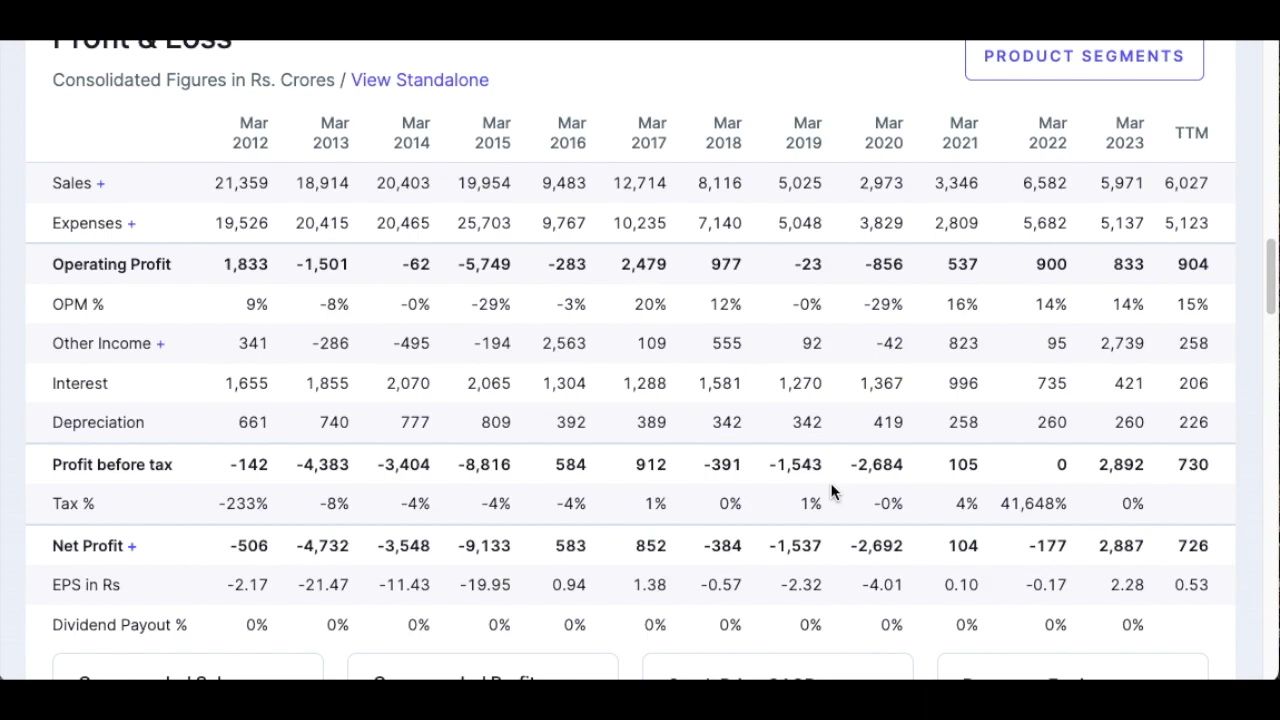 Profit & Loss
PRODUCT SEGMENTS
Consolidated Figures in Rs. Crores / View Standalone
Mar 2012 Mar 2013 Mar 2014 Mar 2015 Mar 2016 Mar 2017 Mar 2018 Mar 2019 Mar 2020 Mar 2021 Mar 2022 Mar 2023 TTM
Sales + 21,359 18,914 20,403 19,954 9,483 12,714 8,116 5,025 2,973 3,346 6,582 5,971 6,027
Expenses + 19,526 20,415 20,465 25,703 9,767 10,235 7,140 5,048 3,829 2,809 5,682 5,137 5,123
Operating Profit 1,833 -1,501 -62 -5,749 -283 2,479 977 -23 -856 537 900 833 904
OPM % 9% -8% -0% -29% -3% 20% 12% -0% -29% 16% 14% 14% 15%
Other Income + 341 -286 -495 -194 2,563 109 555 92 -42 823 95 2,739 258
Interest 1,655 1,855 2,070 2,065 1,304 1,288 1,581 1,270 1,367 996 735 421 206
Depreciation 661 740 777 809 392 389 342 342 419 258 260 260 226
Profit before tax -142 -4,383 -3,404 -8,816 584 912 -391 -1,543 -2,684 105 0 2,892 730
Tax % -233% -8% -4% -4% -4% 1% 0% 1% -0% 4% 41,648% 0%
Net Profit + -506 -4,732 -3,548 -9,133 583 852 -384 -1,537 -2,692 104 -177 2,887 726
EPS in Rs -2.17 -21.47 -11.43 -19.95 0.94 1.38 -0.57 -2.32 -4.01 0.10 -0.17 2.28 0.53
Dividend Payout % 0% 0% 0% 0% 0% 0% 0% 0% 0% 0% 0% 0%